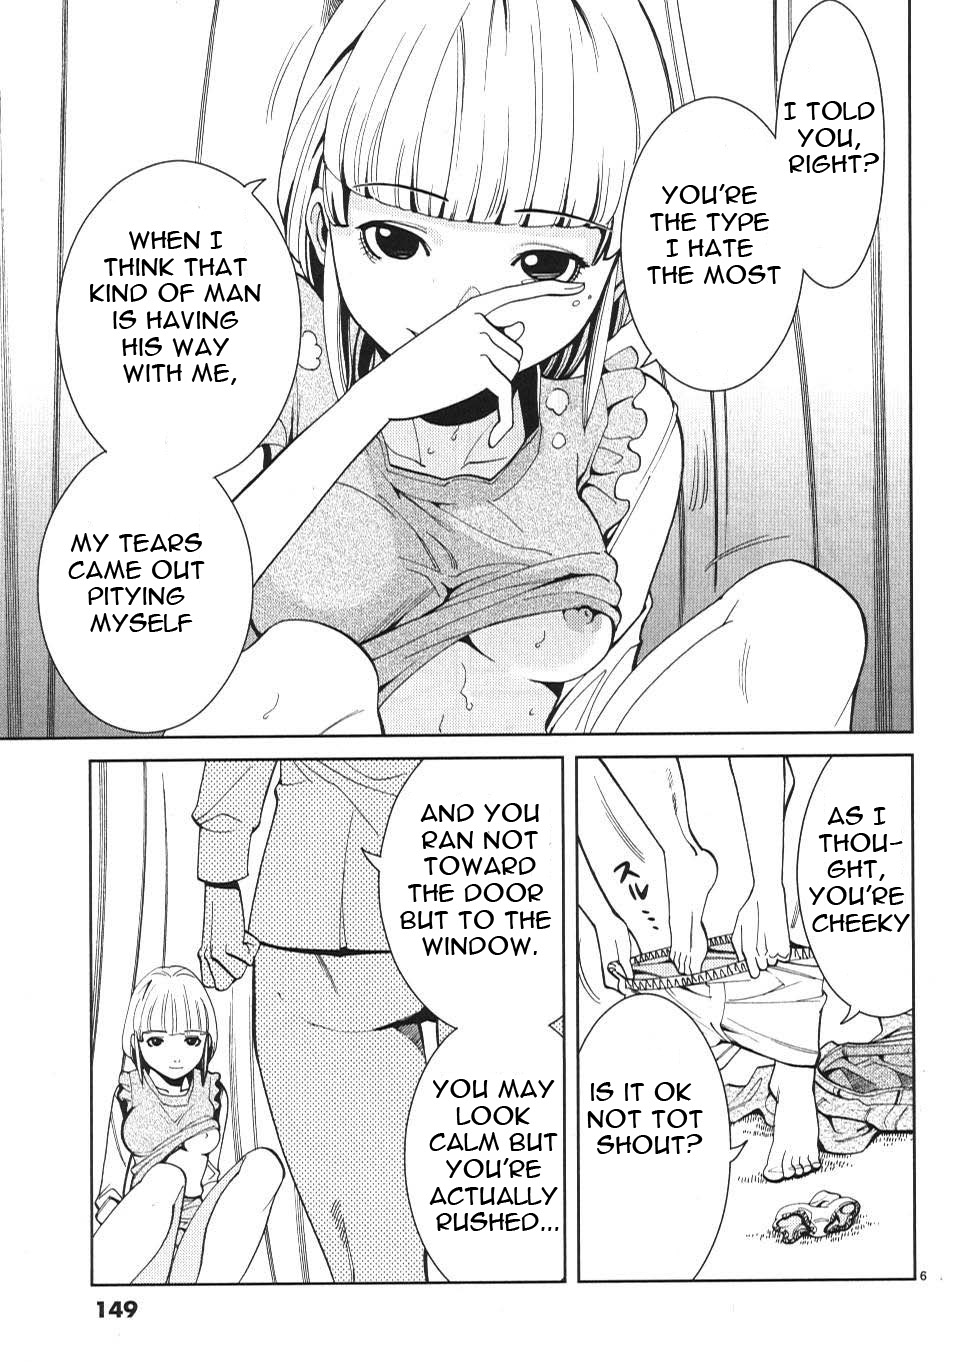 I TOLD
YOU,
RIGHT?
YOU'RE
THE TYPE
I HATE
THE MOST
WHEN I
THINK THAT
KIND OF MAN
IS HAVING
HIS WAY
WITH ME,
MY TEARS
CAME OUT
PITYING
MYSELF
AS I
THOU-
GHT,
YOU'RE
CHEEKY
ズル…
IS IT OK
NOT TOT
SHOUT?
AND YOU
RAN NOT
TOWARD
THE DOOR
BUT TO THE
WINDOW.
YOU MAY
LOOK
CALM BUT
YOU'RE
ACTUALLY
RUSHED...
6
149